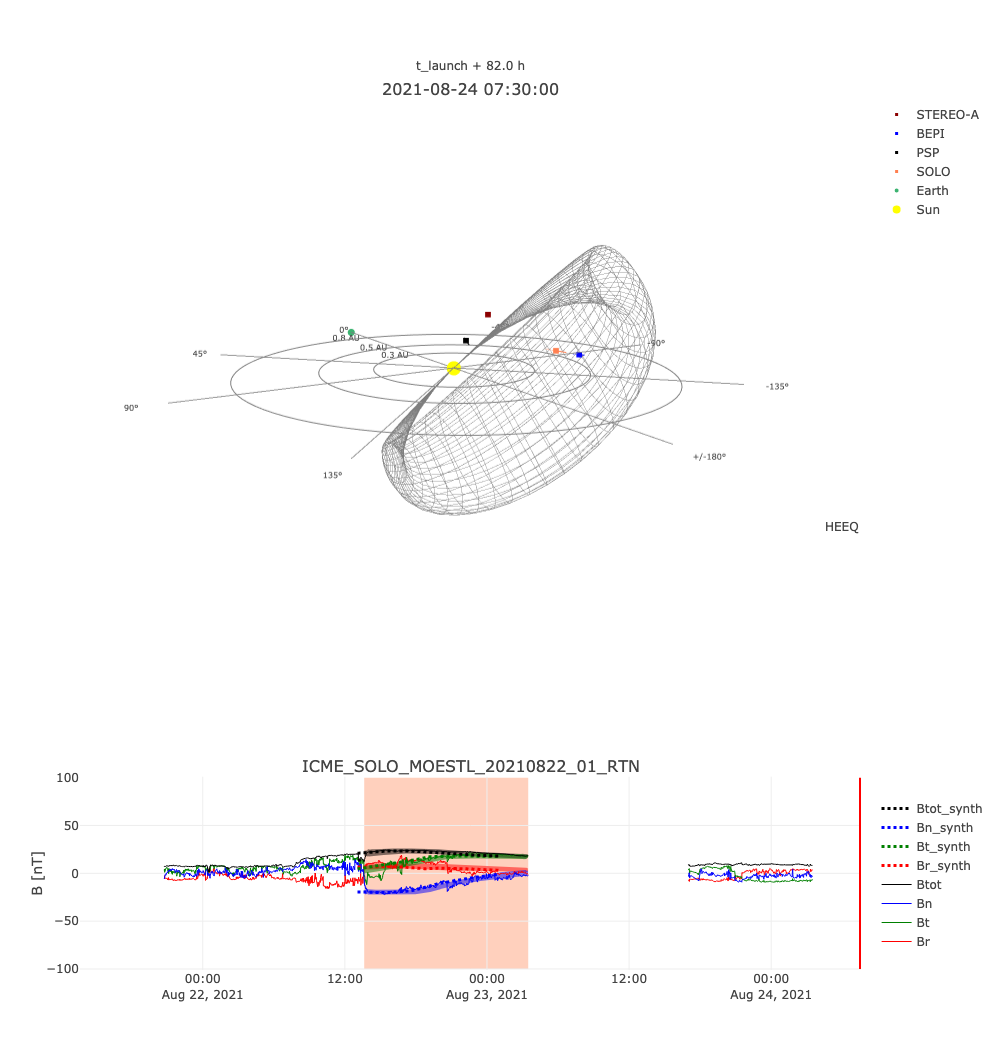 t_launch + 82.0 h
2021-08-24 07:30:00
STEREO-A
BEPI
PSP
SOLO
Earth
Sun
0°
0.8 AU
0.5 AU
0.3 AU
45°
90°
135°
-90°
-135°
+/-180°
HEEQ
ICME_SOLO_MOESTL_20210822_01_RTN
B [nT]
100
50
0
−50
−100
00:00
Aug 22, 2021
12:00
00:00
Aug 23, 2021
12:00
00:00
Aug 24, 2021
Btot_synth
Bn_synth
Bt_synth
Br_synth
Btot
Bn
Bt
Br